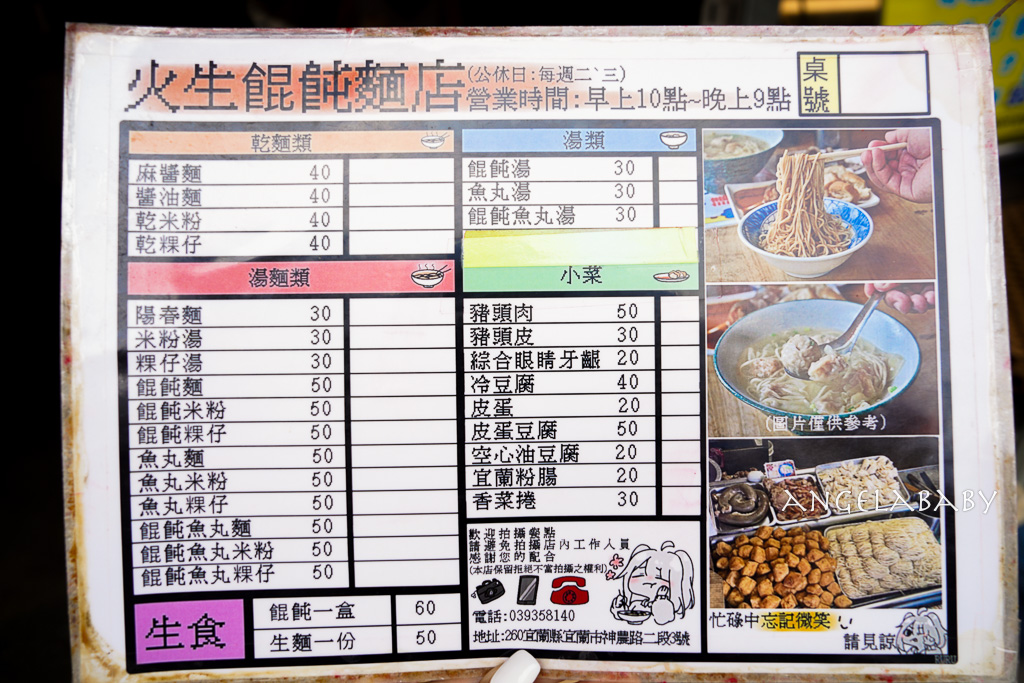 火生餛飩麵店
(公休日:每週二、三)
營業時間:早上10點~晚上9點
桌號
乾麵類
麻醬麵 40
醬油麵 40
乾米粉 40
乾粿仔 40
湯麵類
陽春麵 30
米粉湯 30
粿仔湯 30
餛飩麵 50
餛飩米粉 50
餛飩粿仔 50
魚丸麵 50
魚丸米粉 50
魚丸粿仔 50
餛飩魚丸麵 50
餛飩魚丸米粉 50
餛飩魚丸粿仔 50
生食
餛飩一盒 60
生麵一份 50
湯類
餛飩湯 30
魚丸湯 30
餛飩魚丸湯 30
小菜
豬頭肉 50
豬頭皮 30
綜合眼睛牙齦 20
冷豆腐 40
皮蛋 20
皮蛋豆腐 50
空心油豆腐 20
宜蘭粉腸 20
香菜捲 30
歡迎拍攝餐點
請避免拍攝店內工作人員
感謝您的配合
(本店保留拒絕不當拍攝之權利)
電話:039358140
地址:260宜蘭縣宜蘭市神農路二段3號
(圖片僅供參考)
ANGELABABY
忙碌中忘記微笑
請見諒